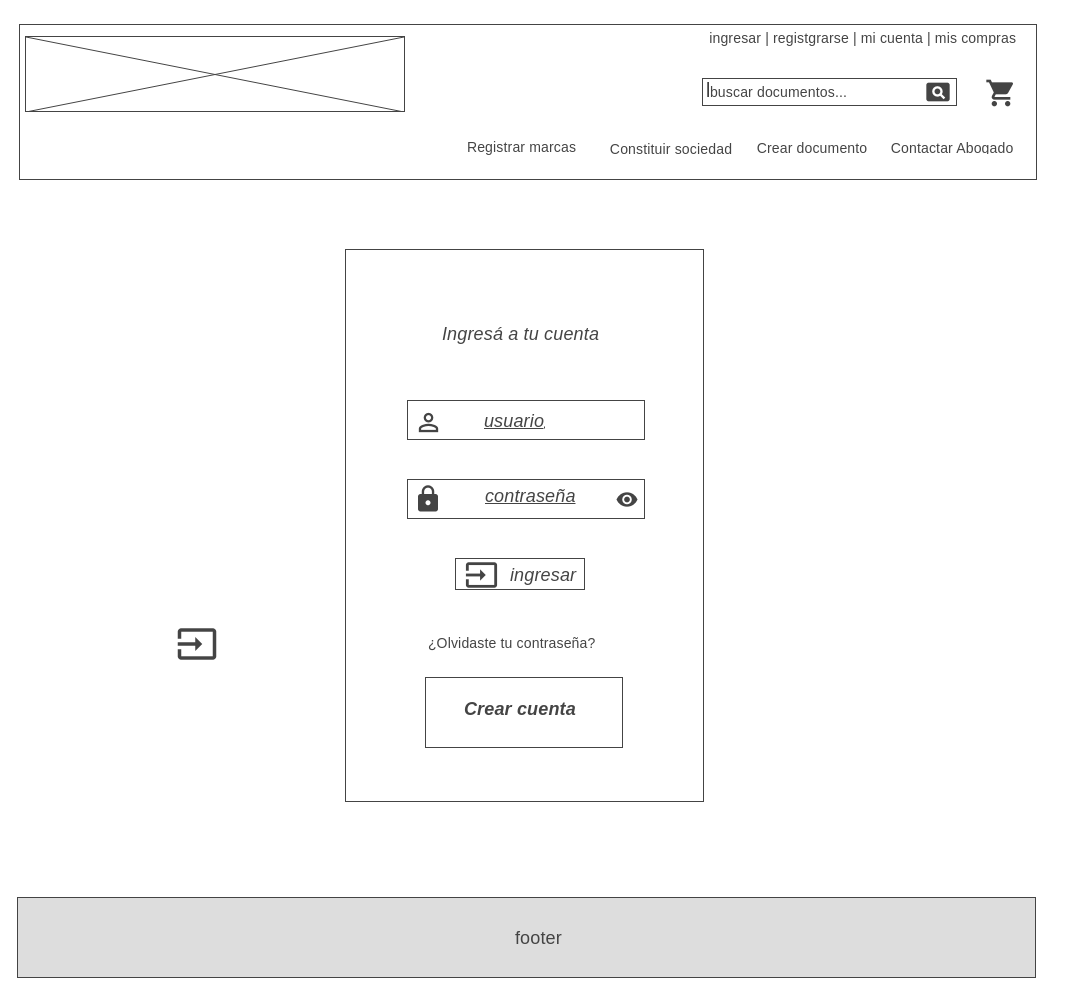 ingresar | registgrarse | mi cuenta | mis compras
buscar documentos...
Registrar marcas Constituir sociedad Crear documento Contactar Abogado
Ingresá a tu cuenta
usuario
contraseña
ingresar
¿Olvidaste tu contraseña?
Crear cuenta
footer